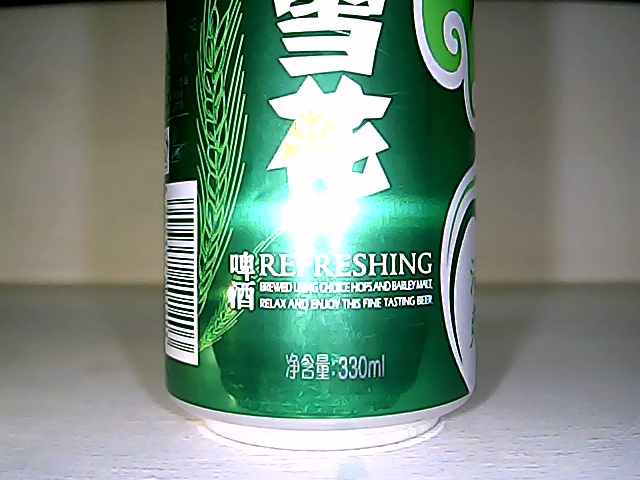 雪花
啤酒
REFRESHING
BREWED USING CHOICE HOPS AND BARLEY MALT,
RELAX AND ENJOY THIS FINE TASTING BEER
净含量:330ml